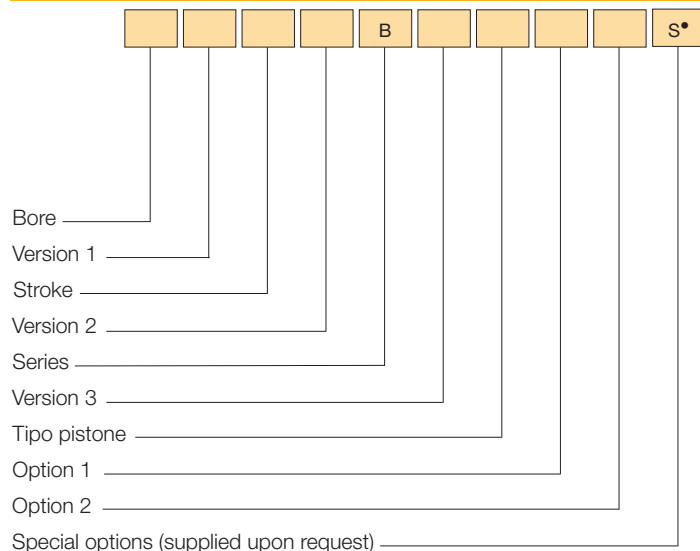 B S●
Bore
Version 1
Stroke
Version 2
Series
Version 3
Tipo pistone
Option 1
Option 2
Special options (supplied upon request)